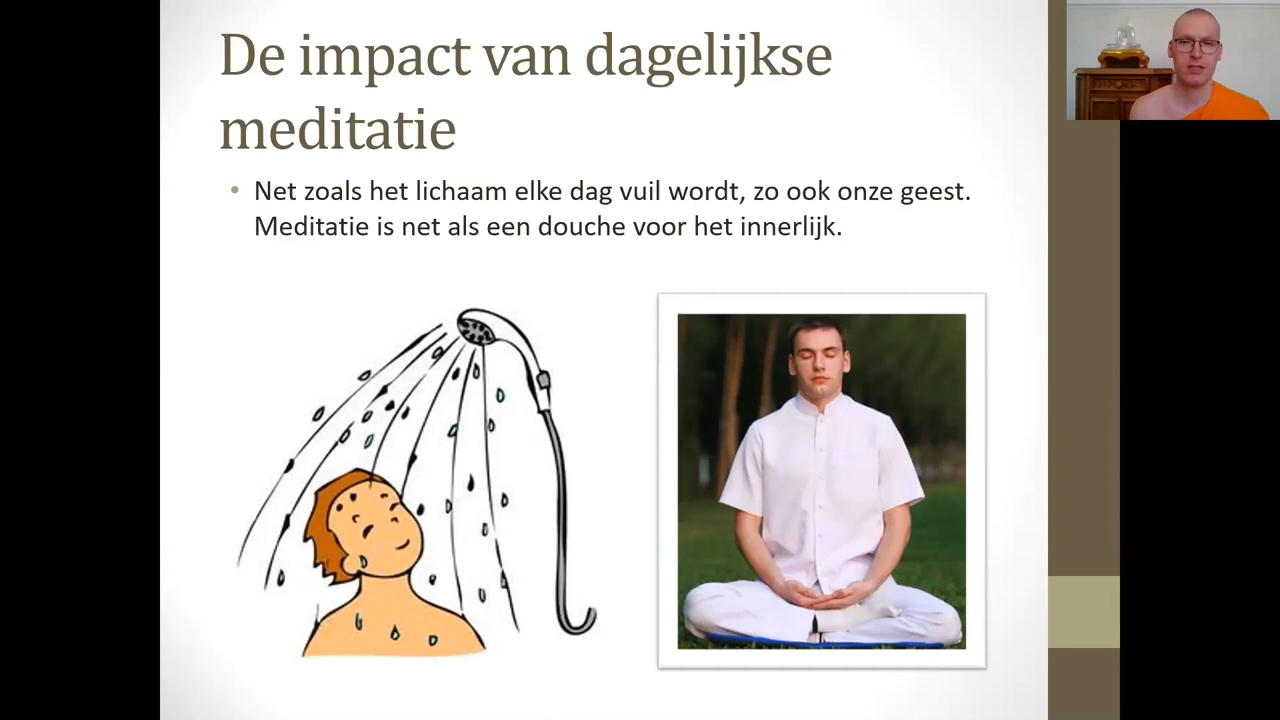 De impact van dagelijkse
meditatie
• Net zoals het lichaam elke dag vuil wordt, zo ook onze geest.
Meditatie is net als een douche voor het innerlijk.